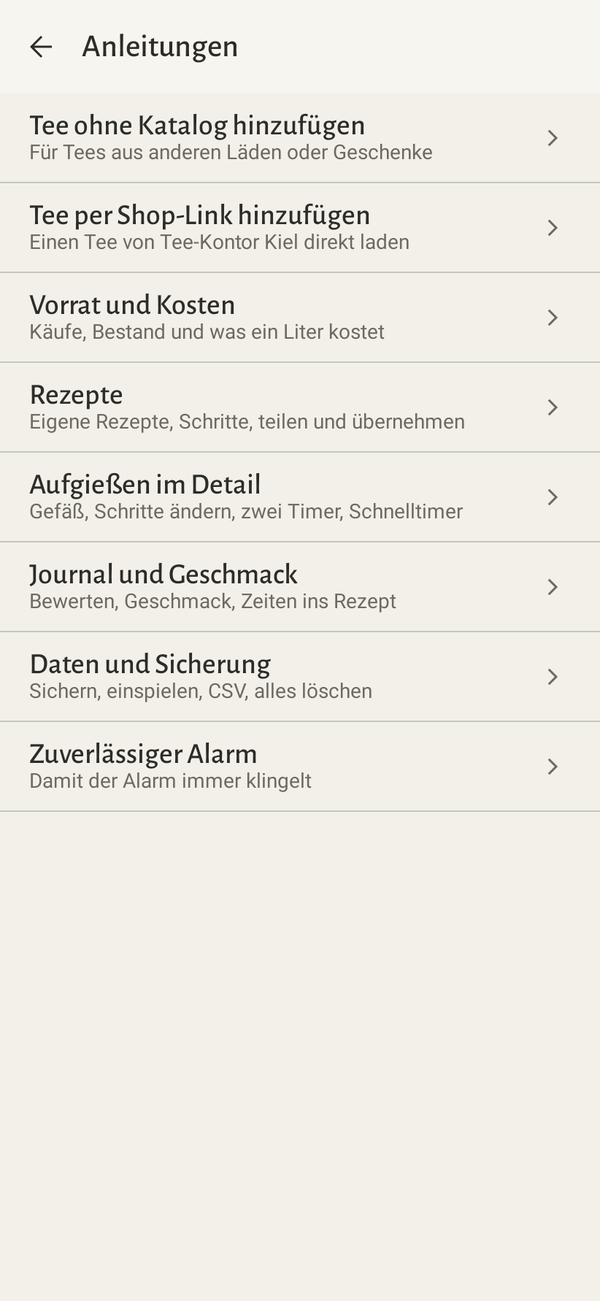 Anleitungen
Tee ohne Katalog hinzufügen
Für Tees aus anderen Läden oder Geschenke
Tee per Shop-Link hinzufügen
Einen Tee von Tee-Kontor Kiel direkt laden
Vorrat und Kosten
Käufe, Bestand und was ein Liter kostet
Rezepte
Eigene Rezepte, Schritte, teilen und übernehmen
Aufgießen im Detail
Gefäß, Schritte ändern, zwei Timer, Schnelltimer
Journal und Geschmack
Bewerten, Geschmack, Zeiten ins Rezept
Daten und Sicherung
Sichern, einspielen, CSV, alles löschen
Zuverlässiger Alarm
Damit der Alarm immer klingelt